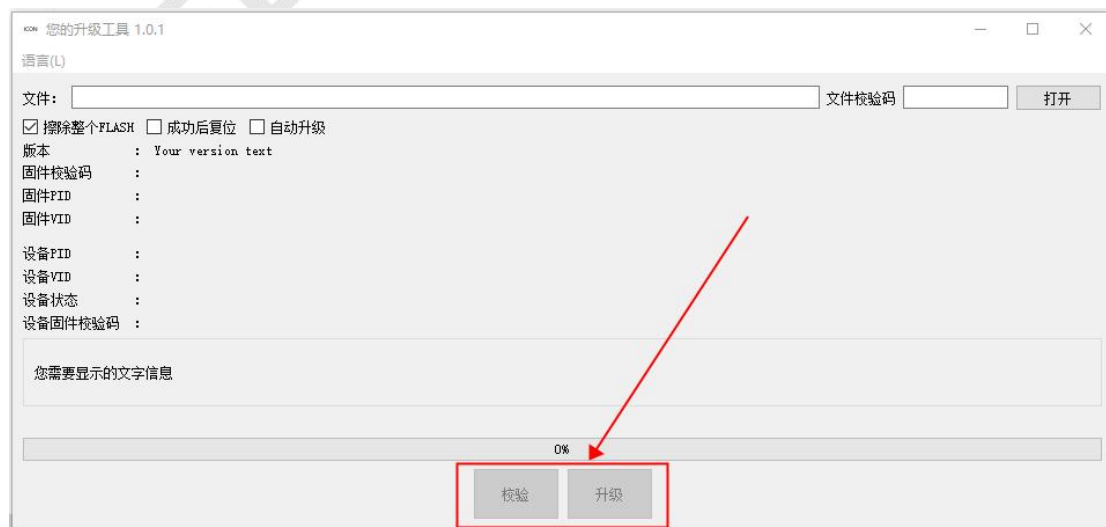 ICON 您的升级工具 1.0.1
语言(L)
文件： 文件校验码 打开
擦除整个FLASH 成功后复位 自动升级
版本 : Your version text
固件校验码 :
固件PID :
固件VID :
设备PID :
设备VID :
设备状态 :
设备固件校验码 :
您需要显示的文字信息
0%
校验 升级